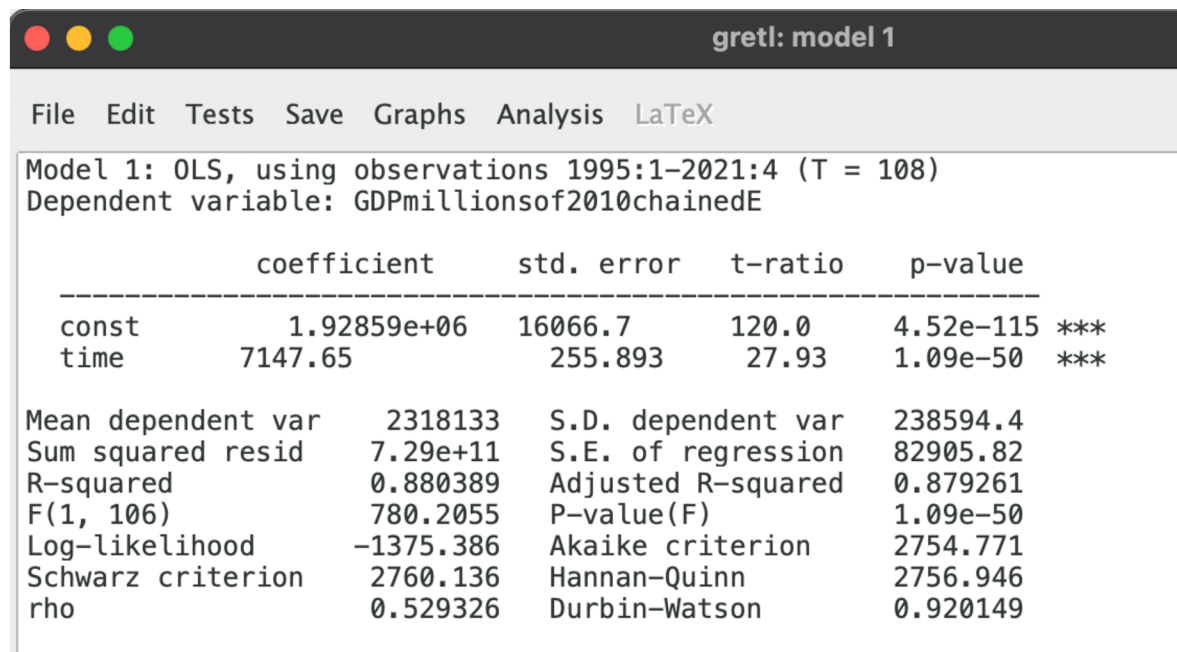 gretl: model 1
File Edit Tests Save Graphs Analysis LaTeX
Model 1: OLS, using observations 1995:1-2021:4 (T = 108)
Dependent variable: GDPmillionsof2010chainedE
coefficient std. error t-ratio p-value
const 1.92859e+06 16066.7 120.0 4.52e-115 ***
time 7147.65 255.893 27.93 1.09e-50 ***
Mean dependent var 2318133 S.D. dependent var 238594.4
Sum squared resid 7.29e+11 S.E. of regression 82905.82
R-squared 0.880389 Adjusted R-squared 0.879261
F(1, 106) 780.2055 P-value(F) 1.09e-50
Log-likelihood -1375.386 Akaike criterion 2754.771
Schwarz criterion 2760.136 Hannan-Quinn 2756.946
rho 0.529326 Durbin-Watson 0.920149